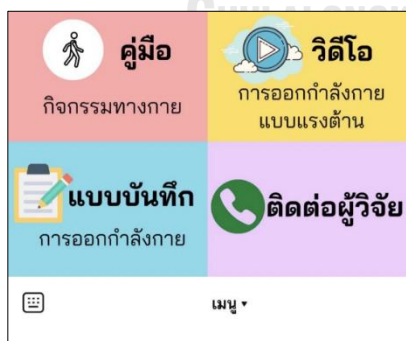 คู่มือ
กิจกรรมทางกาย
วิดีโอ
การออกกำลังกาย
แบบแรงต้าน
แบบบันทึก
การออกกำลังกาย
ติดต่อผู้วิจัย
เมนู ▾